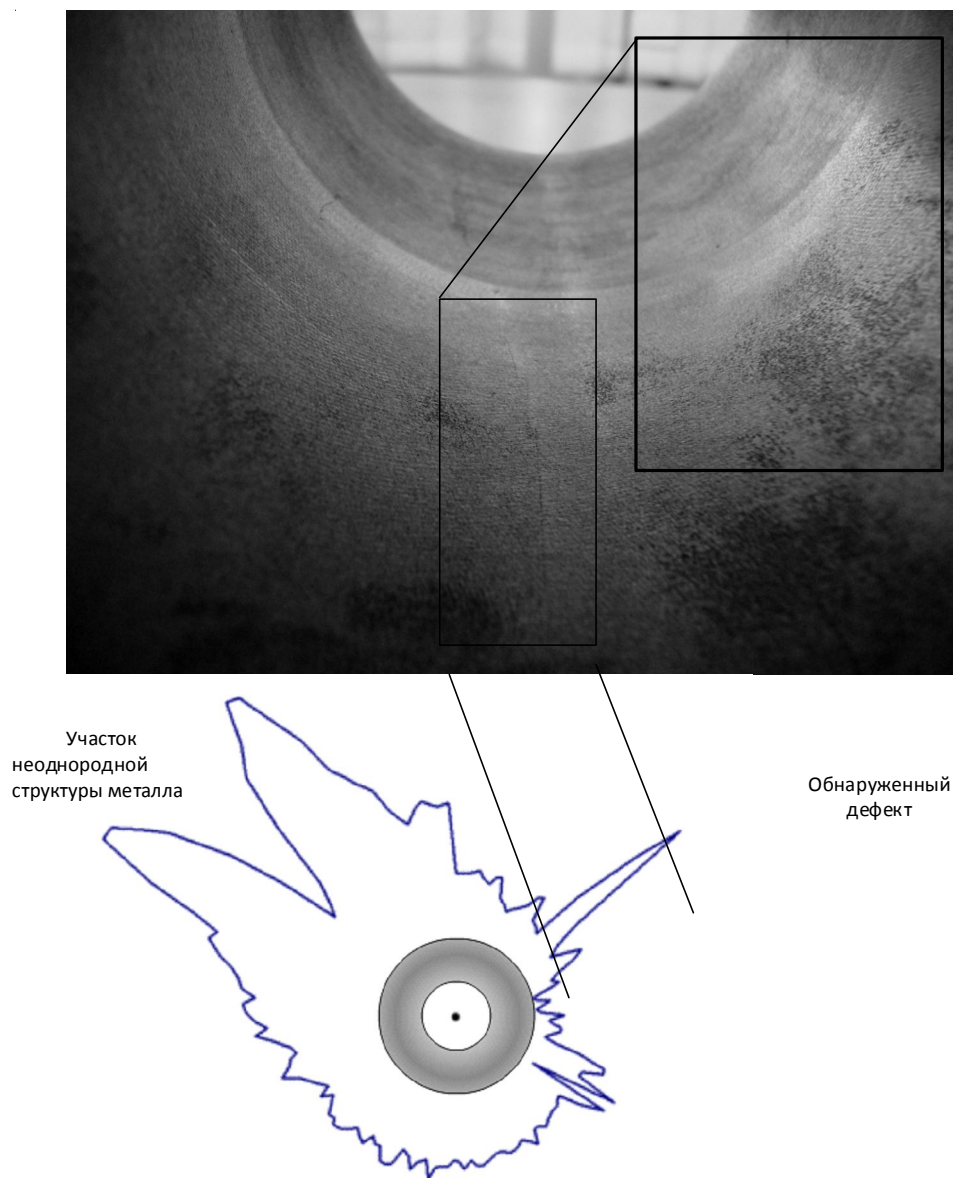 Участок
неоднородной
структуры металла
Обнаруженный
дефект